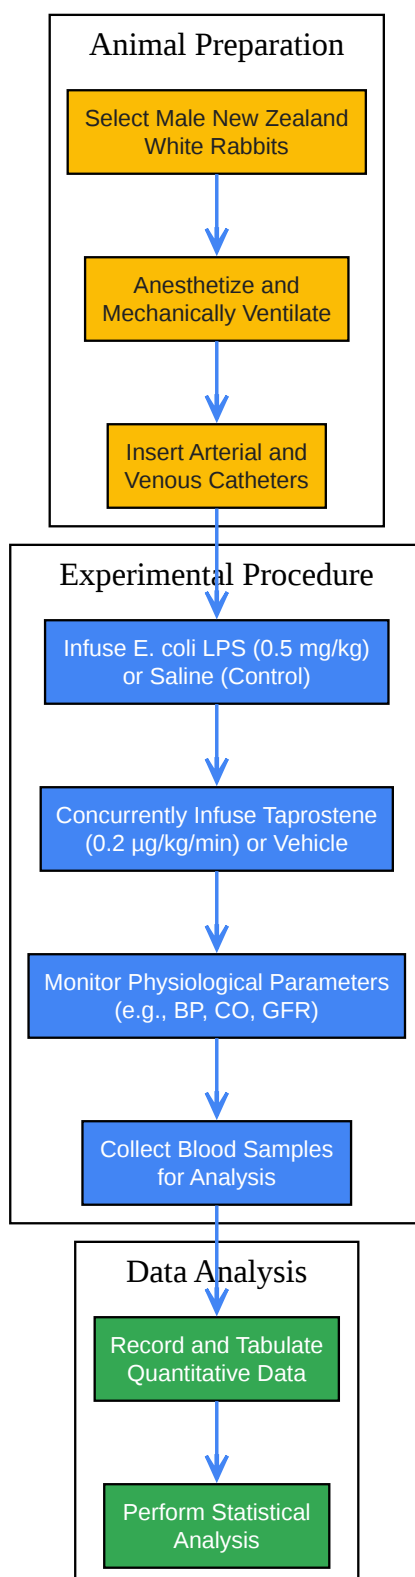 Animal Preparation
Select Male New Zealand
White Rabbits
Anesthetize and
Mechanically Ventilate
Insert Arterial and
Venous Catheters
Experimental Procedure
Infuse E. coli LPS (0.5 mg/kg)
or Saline (Control)
Concurrently Infuse Taprostene
(0.2 µg/kg/min) or Vehicle
Monitor Physiological Parameters
(e.g., BP, CO, GFR)
Collect Blood Samples
for Analysis
Data Analysis
Record and Tabulate
Quantitative Data
Perform Statistical
Analysis